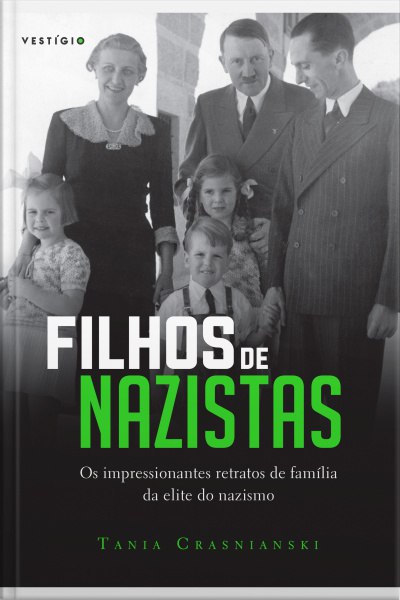 VESTÍGIO
FILHOS DE
NAZISTAS
Os impressionantes retratos de família
da elite do nazismo
TANIA CRASNIANSKI